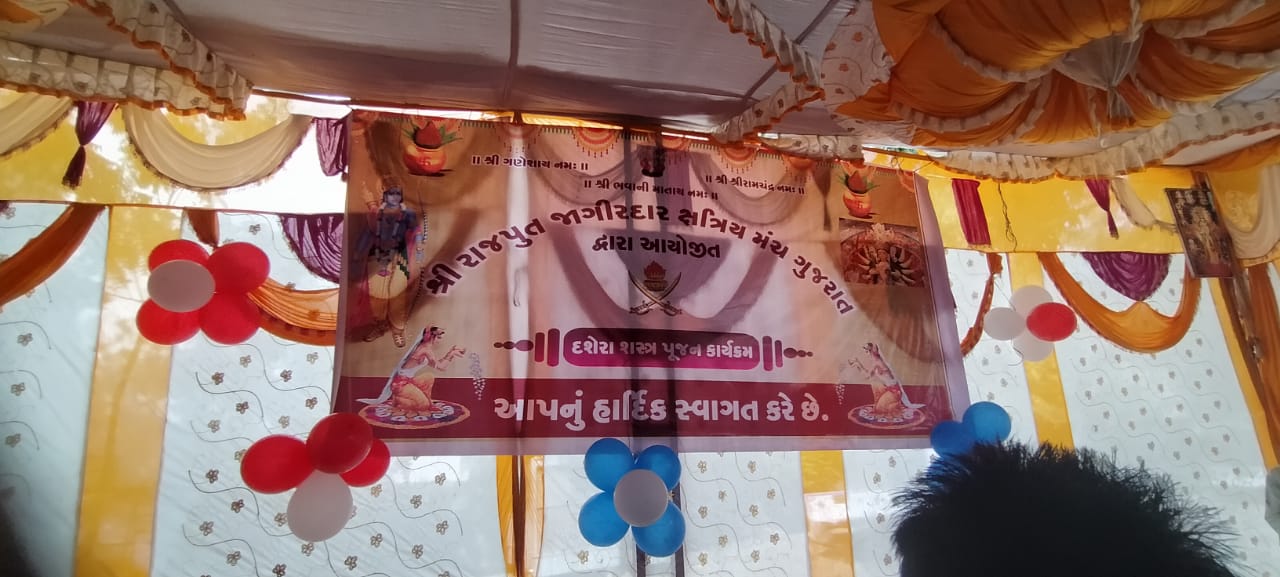 ॥ શ્રી ગણેશાય નમઃ ॥
॥ શ્રી ભવાની માતાય નમઃ ॥
॥ શ્રી શ્રીરામચંદ્ર નમઃ ॥
શ્રી રાજપુત જાગીરદાર ક્ષત્રિય મંચ ગુજરાત
દ્વારા આયોજીત
દશેરા શસ્ત્ર પૂજન કાર્યક્રમ
આપનું હાર્દિક સ્વાગત કરે છે.